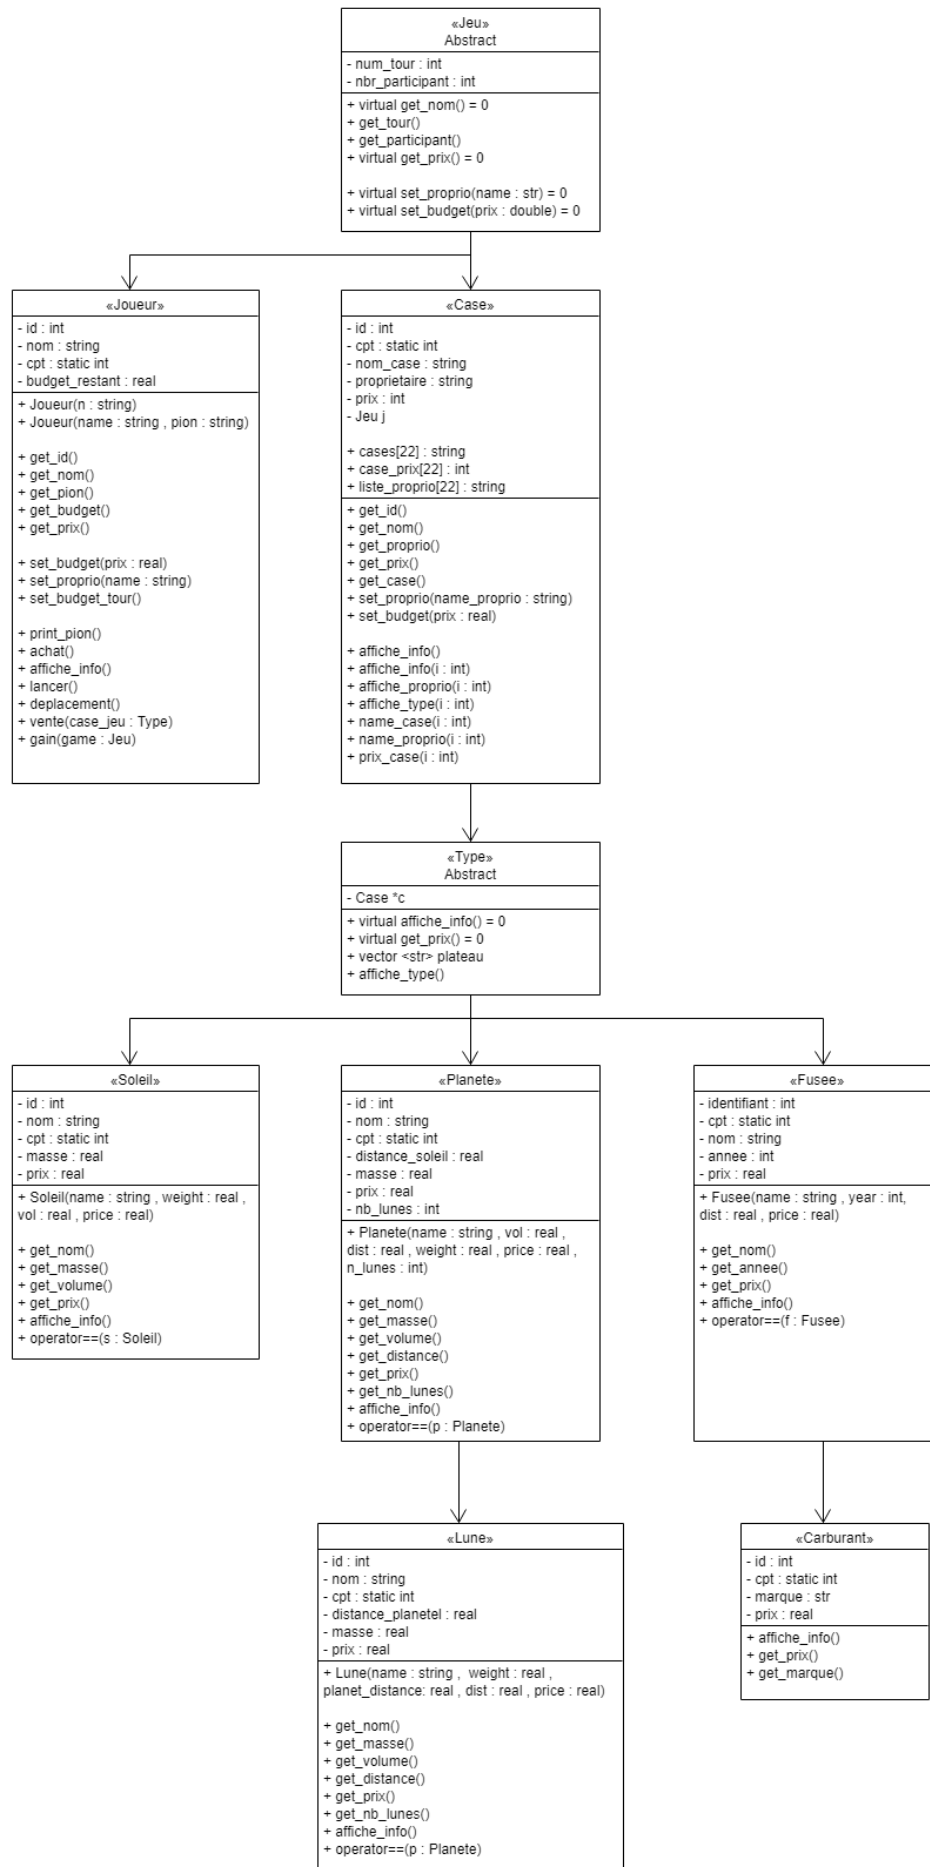 «Jeu»
Abstract
- num_tour : int
- nbr_participant : int
+ virtual get_nom() = 0
+ get_tour()
+ get_participant()
+ virtual get_prix() = 0
+ virtual set_proprio(name : str) = 0
+ virtual set_budget(prix : double) = 0
«Joueur»
- id : int
- nom : string
- cpt : static int
- budget_restant : real
+ Joueur(n : string)
+ Joueur(name : string , pion : string)
+ get_id()
+ get_nom()
+ get_pion()
+ get_budget()
+ get_prix()
+ set_budget(prix : real)
+ set_proprio(name : string)
+ set_budget_tour()
+ print_pion()
+ achat()
+ affiche_info()
+ lancer()
+ deplacement()
+ vente(case_jeu : Type)
+ gain(game : Jeu)
«Case»
- id : int
- cpt : static int
- nom_case : string
- proprietaire : string
- prix : int
- Jeu j
+ cases[22] : string
+ case_prix[22] : int
+ liste_proprio[22] : string
+ get_id()
+ get_nom()
+ get_proprio()
+ get_prix()
+ get_case()
+ set_proprio(name_proprio : string)
+ set_budget(prix : real)
+ affiche_info()
+ affiche_info(i : int)
+ affiche_proprio(i : int)
+ affiche_type(i : int)
+ name_case(i : int)
+ name_proprio(i : int)
+ prix_case(i : int)
«Type»
Abstract
- Case *c
+ virtual affiche_info() = 0
+ virtual get_prix() = 0
+ vector <str> plateau
+ affiche_type()
«Soleil»
- id : int
- nom : string
- cpt : static int
- masse : real
- prix : real
+ Soleil(name : string , weight : real ,
vol : real , price : real)
+ get_nom()
+ get_masse()
+ get_volume()
+ get_prix()
+ affiche_info()
+ operator==(s : Soleil)
«Planete»
- id : int
- nom : string
- cpt : static int
- distance_soleil : real
- masse : real
- prix : real
- nb_lunes : int
+ Planete(name : string , vol : real ,
dist : real , weight : real , price : real ,
n_lunes : int)
+ get_nom()
+ get_masse()
+ get_volume()
+ get_distance()
+ get_prix()
+ get_nb_lunes()
+ affiche_info()
+ operator==(p : Planete)
«Fusee»
- identifiant : int
- cpt : static int
- nom : string
- annee : int
- prix : real
+ Fusee(name : string , year : int,
dist : real , price : real)
+ get_nom()
+ get_annee()
+ get_prix()
+ affiche_info()
+ operator==(f : Fusee)
«Lune»
- id : int
- nom : string
- cpt : static int
- distance_planetel : real
- masse : real
- prix : real
+ Lune(name : string , weight : real ,
planet_distance: real , dist : real , price : real)
+ get_nom()
+ get_masse()
+ get_volume()
+ get_distance()
+ get_prix()
+ get_nb_lunes()
+ affiche_info()
+ operator==(p : Planete)
«Carburant»
- id : int
- cpt : static int
- marque : str
- prix : real
+ affiche_info()
+ get_prix()
+ get_marque()